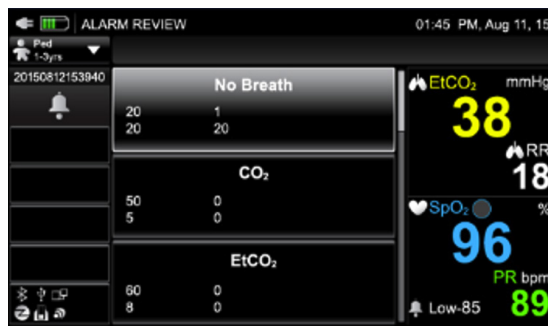 ALARM REVIEW
01:45 PM, Aug 11, 15
Ped
1-3yrs
20150812153940
No Breath
20 1
20 20
CO₂
50 0
5 0
EtCO₂
60 0
8 0
EtCO₂ mmHg
38
RR
18
SpO₂ %
96
PR bpm
Low-85 89